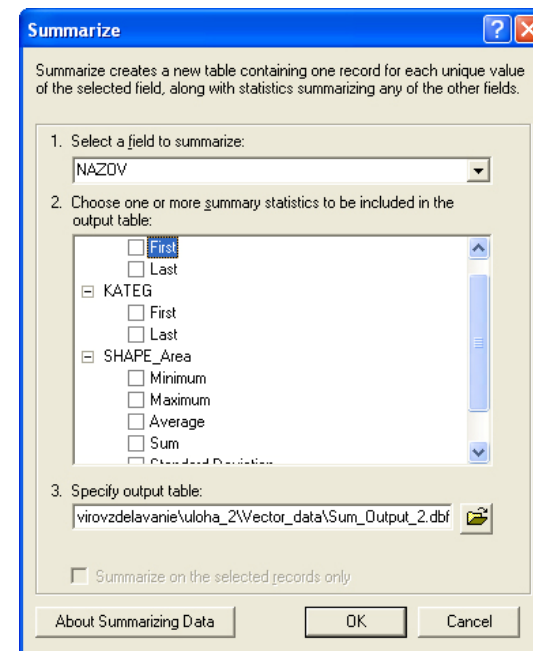 Summarize
Summarize creates a new table containing one record for each unique value
of the selected field, along with statistics summarizing any of the other fields.
1. Select a field to summarize:
NAZOV
2. Choose one or more summary statistics to be included in the
output table:
First
Last
KATEG
First
Last
SHAPE_Area
Minimum
Maximum
Average
Sum
Standard Deviation
3. Specify output table:
virovzdelavanie\uloha_2\Vector_data\Sum_Output_2.dbf
Summarize on the selected records only
About Summarizing Data
OK
Cancel